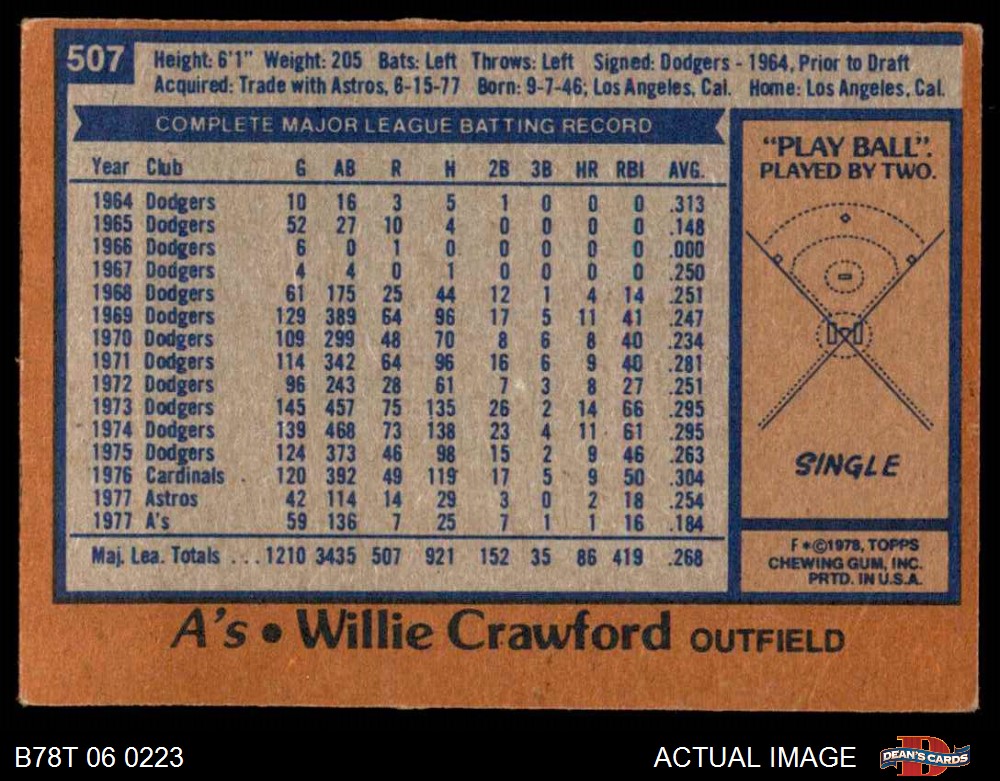 507
Height: 6'1" Weight: 205 Bats: Left Throws: Left Signed: Dodgers - 1964, Prior to Draft
Acquired: Trade with Astros, 6-15-77 Born: 9-7-46, Los Angeles, Cal. Home: Los Angeles, Cal.
COMPLETE MAJOR LEAGUE BATTING RECORD
Year Club G AB R H 2B 3B HR RBI AVG.
1964 Dodgers 10 16 3 5 1 0 0 0 .313
1965 Dodgers 52 27 10 4 0 0 0 0 .148
1966 Dodgers 6 0 1 0 0 0 0 0 .000
1967 Dodgers 4 4 0 1 0 0 0 0 .250
1968 Dodgers 61 175 25 44 12 1 4 14 .251
1969 Dodgers 129 389 64 96 17 5 11 41 .247
1970 Dodgers 109 299 48 70 8 6 8 40 .234
1971 Dodgers 114 342 64 96 16 6 9 40 .281
1972 Dodgers 96 243 28 61 7 3 8 27 .251
1973 Dodgers 145 457 75 135 26 2 14 66 .295
1974 Dodgers 139 468 73 138 23 4 11 61 .295
1975 Dodgers 124 373 46 98 15 2 9 46 .263
1976 Cardinals 120 392 49 119 17 5 9 50 .304
1977 Astros 42 114 14 29 3 0 2 18 .254
1977 A's 59 136 7 25 7 1 1 16 .184
Maj. Lea. Totals ... 1210 3435 507 921 152 35 86 419 .268
"PLAY BALL".
PLAYED BY TWO.
SINGLE
F*©1978, TOPPS
CHEWING GUM, INC.
PRTD. IN U.S.A.
A's • Willie Crawford OUTFIELD
B78T 06 0223
ACTUAL IMAGE
D
DEAN'S CARDS